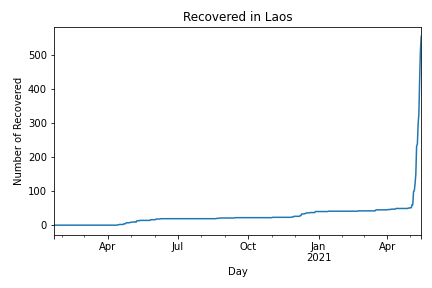 Recovered in Laos
Number of Recovered
500
400
300
200
100
0
Apr
Jul
Oct
Jan
2021
Apr
Day